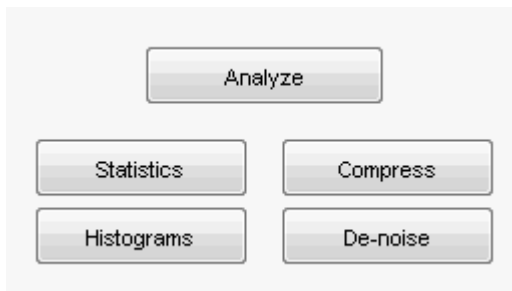 Analyze
Statistics
Compress
Histograms
De-noise